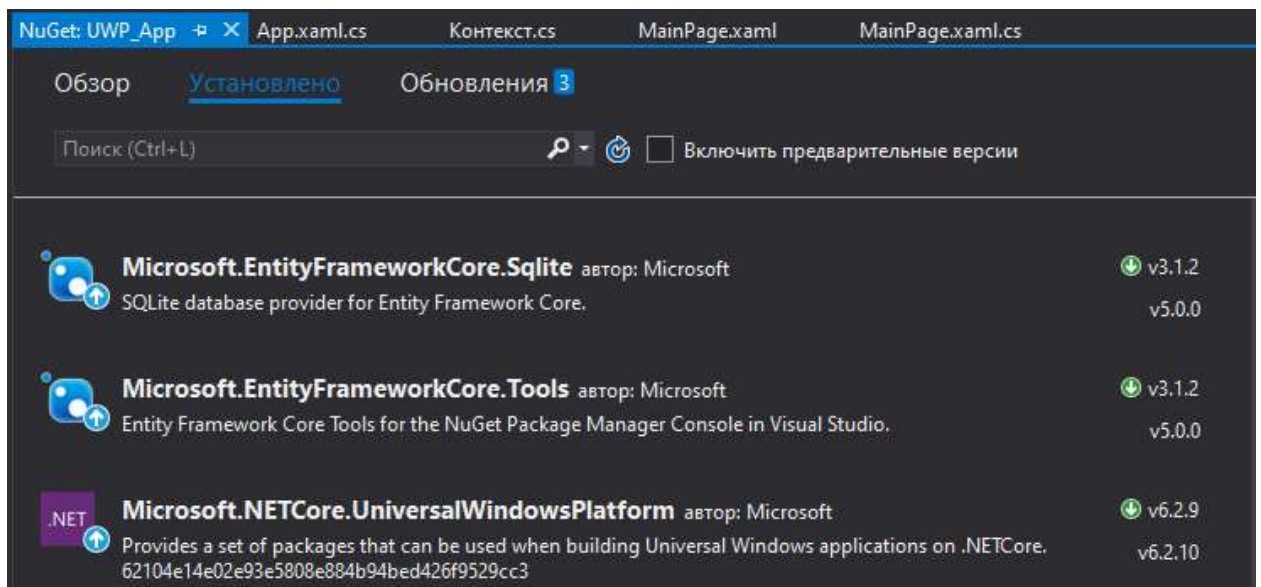 NuGet: UWP_App App.xaml.cs Контекст.cs MainPage.xaml MainPage.xaml.cs
Обзор Установлено Обновления 3
Поиск (Ctrl+L) Включить предварительные версии
Microsoft.EntityFrameworkCore.Sqlite автор: Microsoft v3.1.2
SQLite database provider for Entity Framework Core. v5.0.0
Microsoft.EntityFrameworkCore.Tools автор: Microsoft v3.1.2
Entity Framework Core Tools for the NuGet Package Manager Console in Visual Studio. v5.0.0
.NET Microsoft.NETCore.UniversalWindowsPlatform автор: Microsoft v6.2.9
Provides a set of packages that can be used when building Universal Windows applications on .NETCore. v6.2.10
62104e14e02e93e5808e884b94bed426f9529cc3